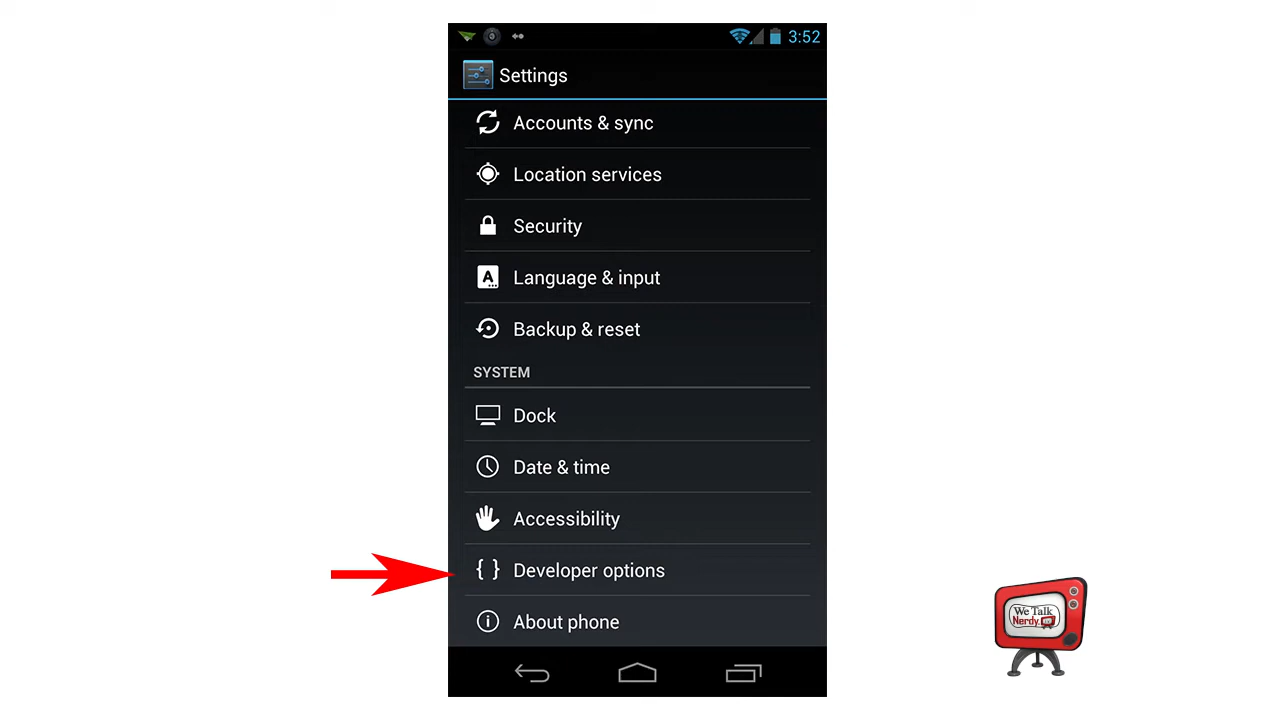 3:52
Settings
Accounts & sync
Location services
Security
Language & input
Backup & reset
SYSTEM
Dock
Date & time
Accessibility
{ } Developer options
About phone
We Talk
Nerdy